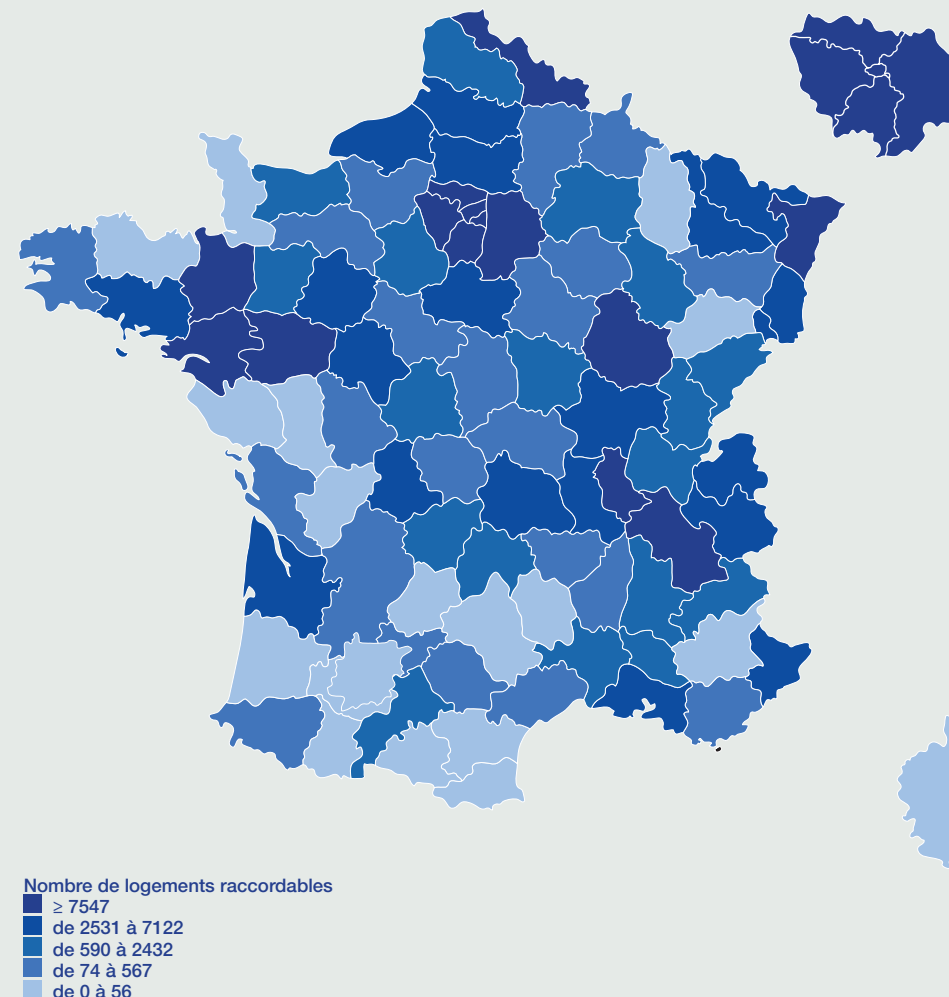 Nombre de logements raccordables
≥ 7547
de 2531 à 7122
de 590 à 2432
de 74 à 567
de 0 à 56